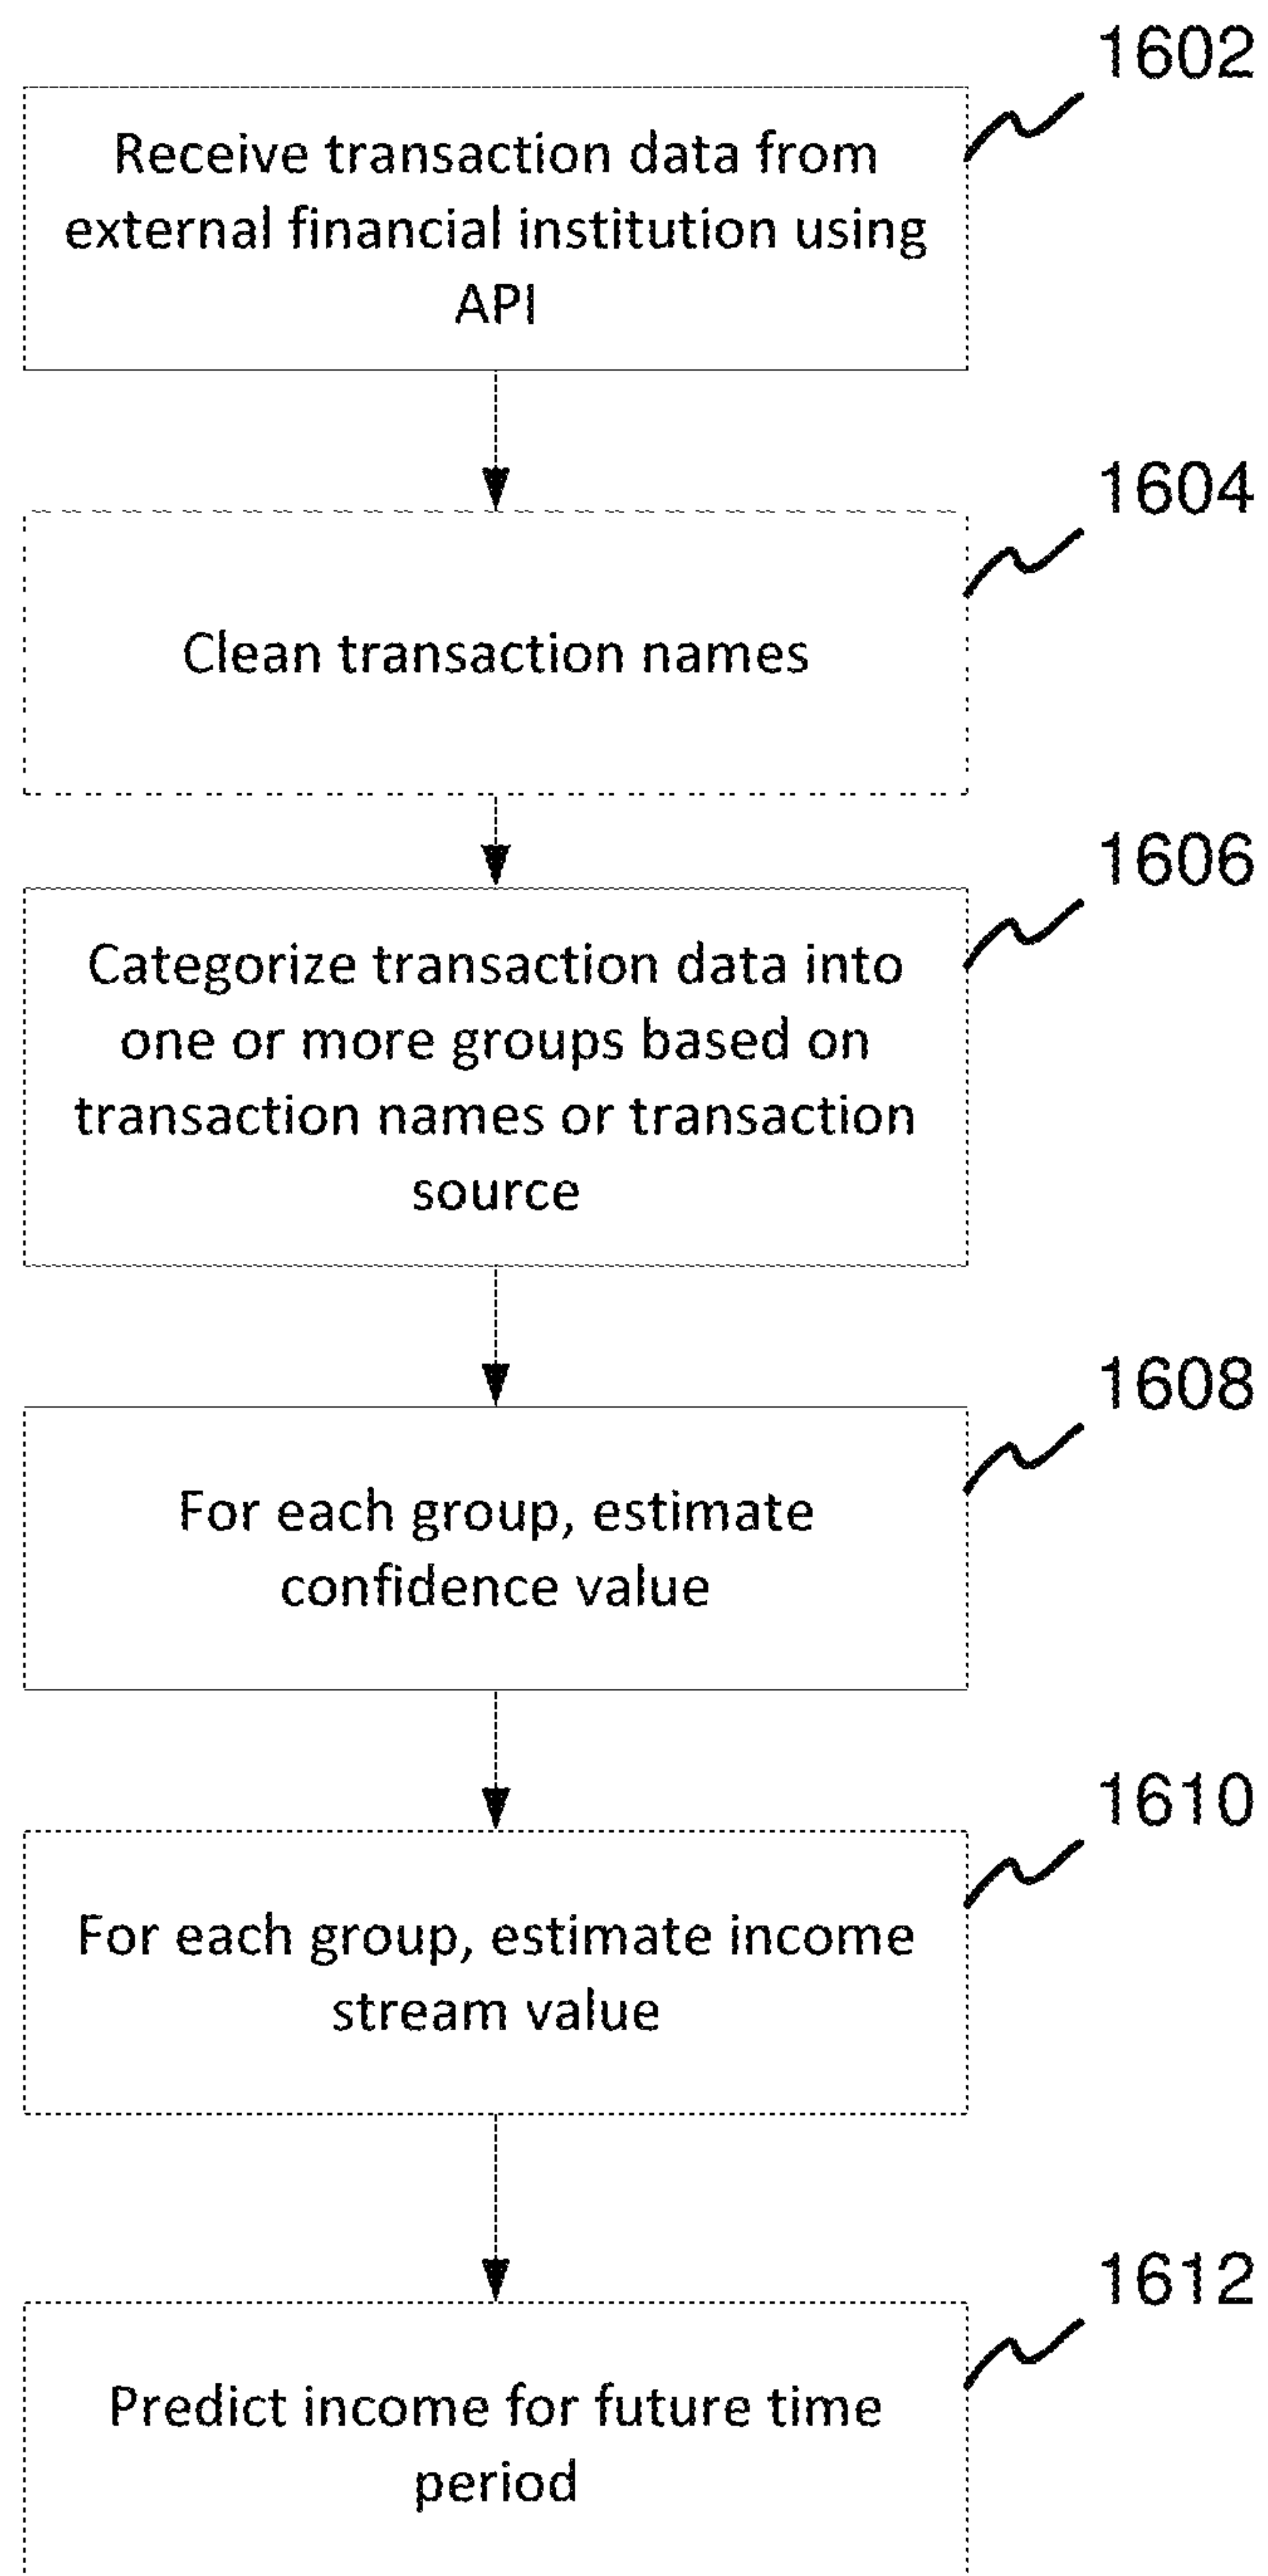 1602
Receive transaction data from
external financial institution using
API
1604
Clean transaction names
1606
Categorize transaction data into
one or more groups based on
transaction names or transaction
source
1608
For each group, estimate
confidence value
1610
For each group, estimate income
stream value
1612
Predict income for future time
period